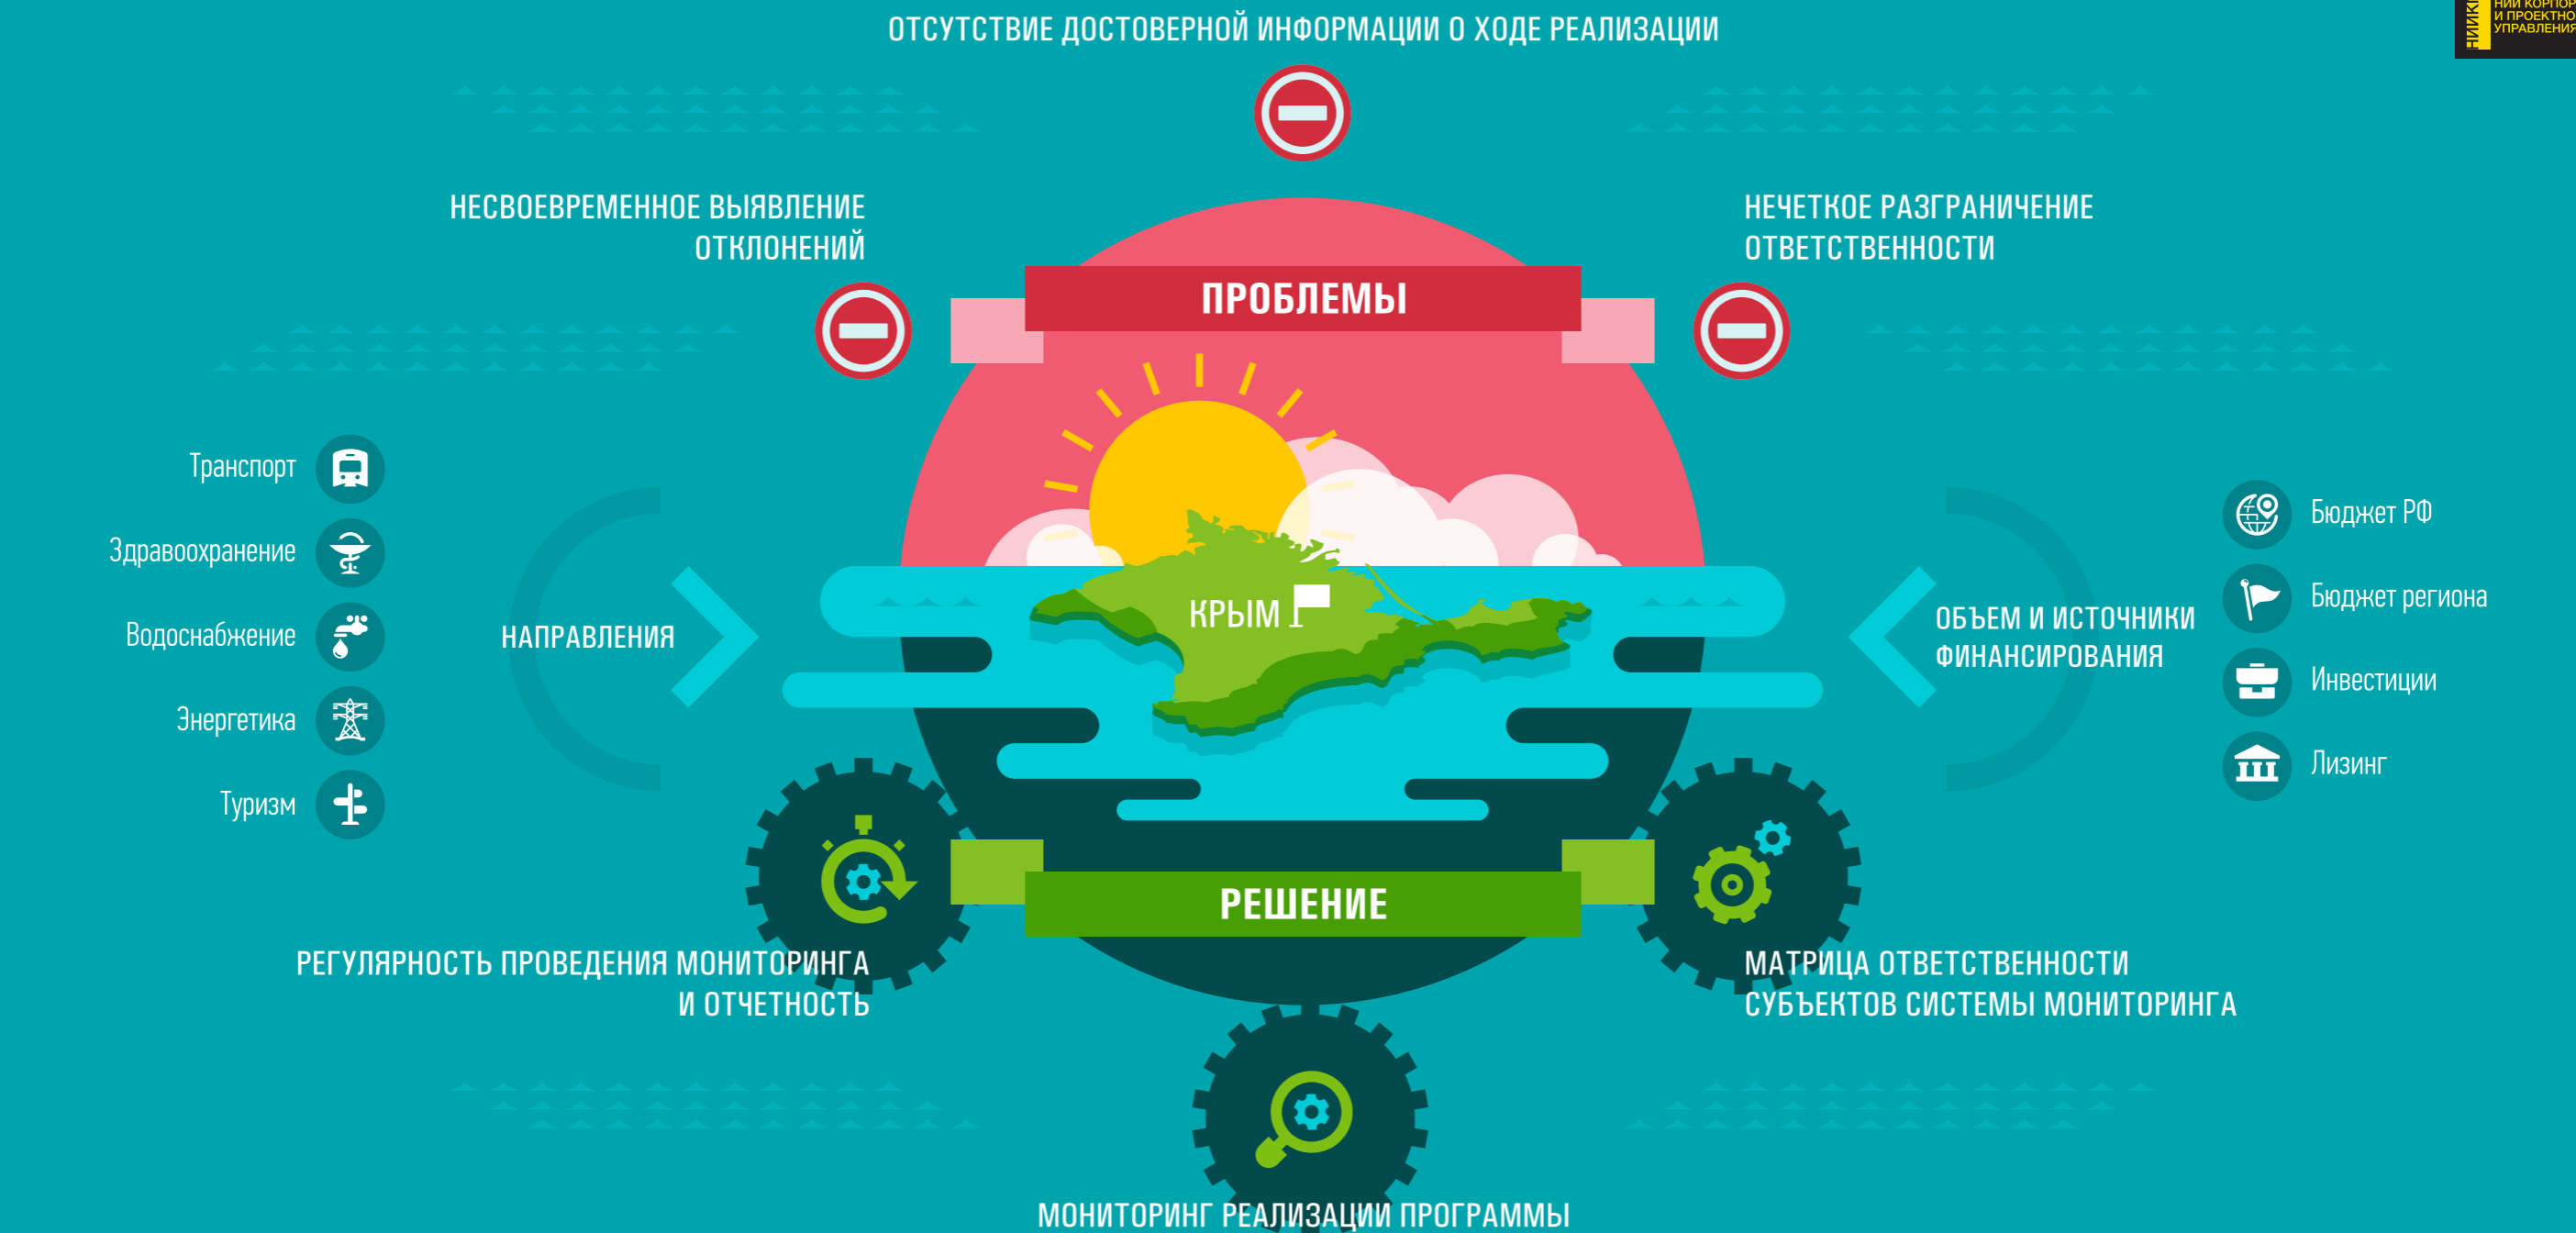 ОТСУТСТВИЕ ДОСТОВЕРНОЙ ИНФОРМАЦИИ О ХОДЕ РЕАЛИЗАЦИИ
И ПРОЕКТНО
УПРАВЛЕНИЯ
НЕСВОЕВРЕМЕННОЕ ВЫЯВЛЕНИЕ
ОТКЛОНЕНИЙ
НЕЧЕТКОЕ РАЗГРАНИЧЕНИЕ
ОТВЕТСТВЕННОСТИ
ПРОБЛЕМЫ
Транспорт
Здравоохранение
Водоснабжение
Энергетика
Туризм
НАПРАВЛЕНИЯ
КРЫМ
ОБЪЕМ И ИСТОЧНИКИ
ФИНАНСИРОВАНИЯ
Бюджет РФ
Бюджет региона
Инвестиции
Лизинг
РЕШЕНИЕ
РЕГУЛЯРНОСТЬ ПРОВЕДЕНИЯ МОНИТОРИНГА
И ОТЧЕТНОСТЬ
МАТРИЦА ОТВЕТСТВЕННОСТИ
СУБЪЕКТОВ СИСТЕМЫ МОНИТОРИНГА
МОНИТОРИНГ РЕАЛИЗАЦИИ ПРОГРАММЫ